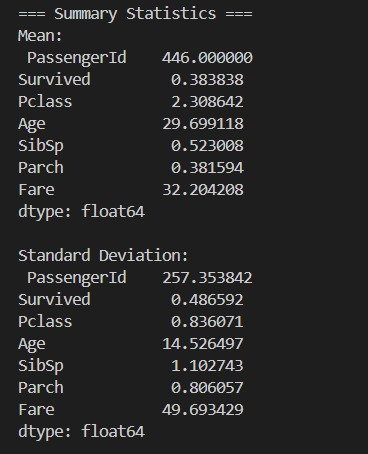 === Summary Statistics ===
Mean:
 PassengerId    446.000000
Survived         0.383838
Pclass           2.308642
Age             29.699118
SibSp            0.523008
Parch            0.381594
Fare            32.204208
dtype: float64

Standard Deviation:
 PassengerId    257.353842
Survived         0.486592
Pclass           0.836071
Age             14.526497
SibSp            1.102743
Parch            0.806057
Fare            49.693429
dtype: float64